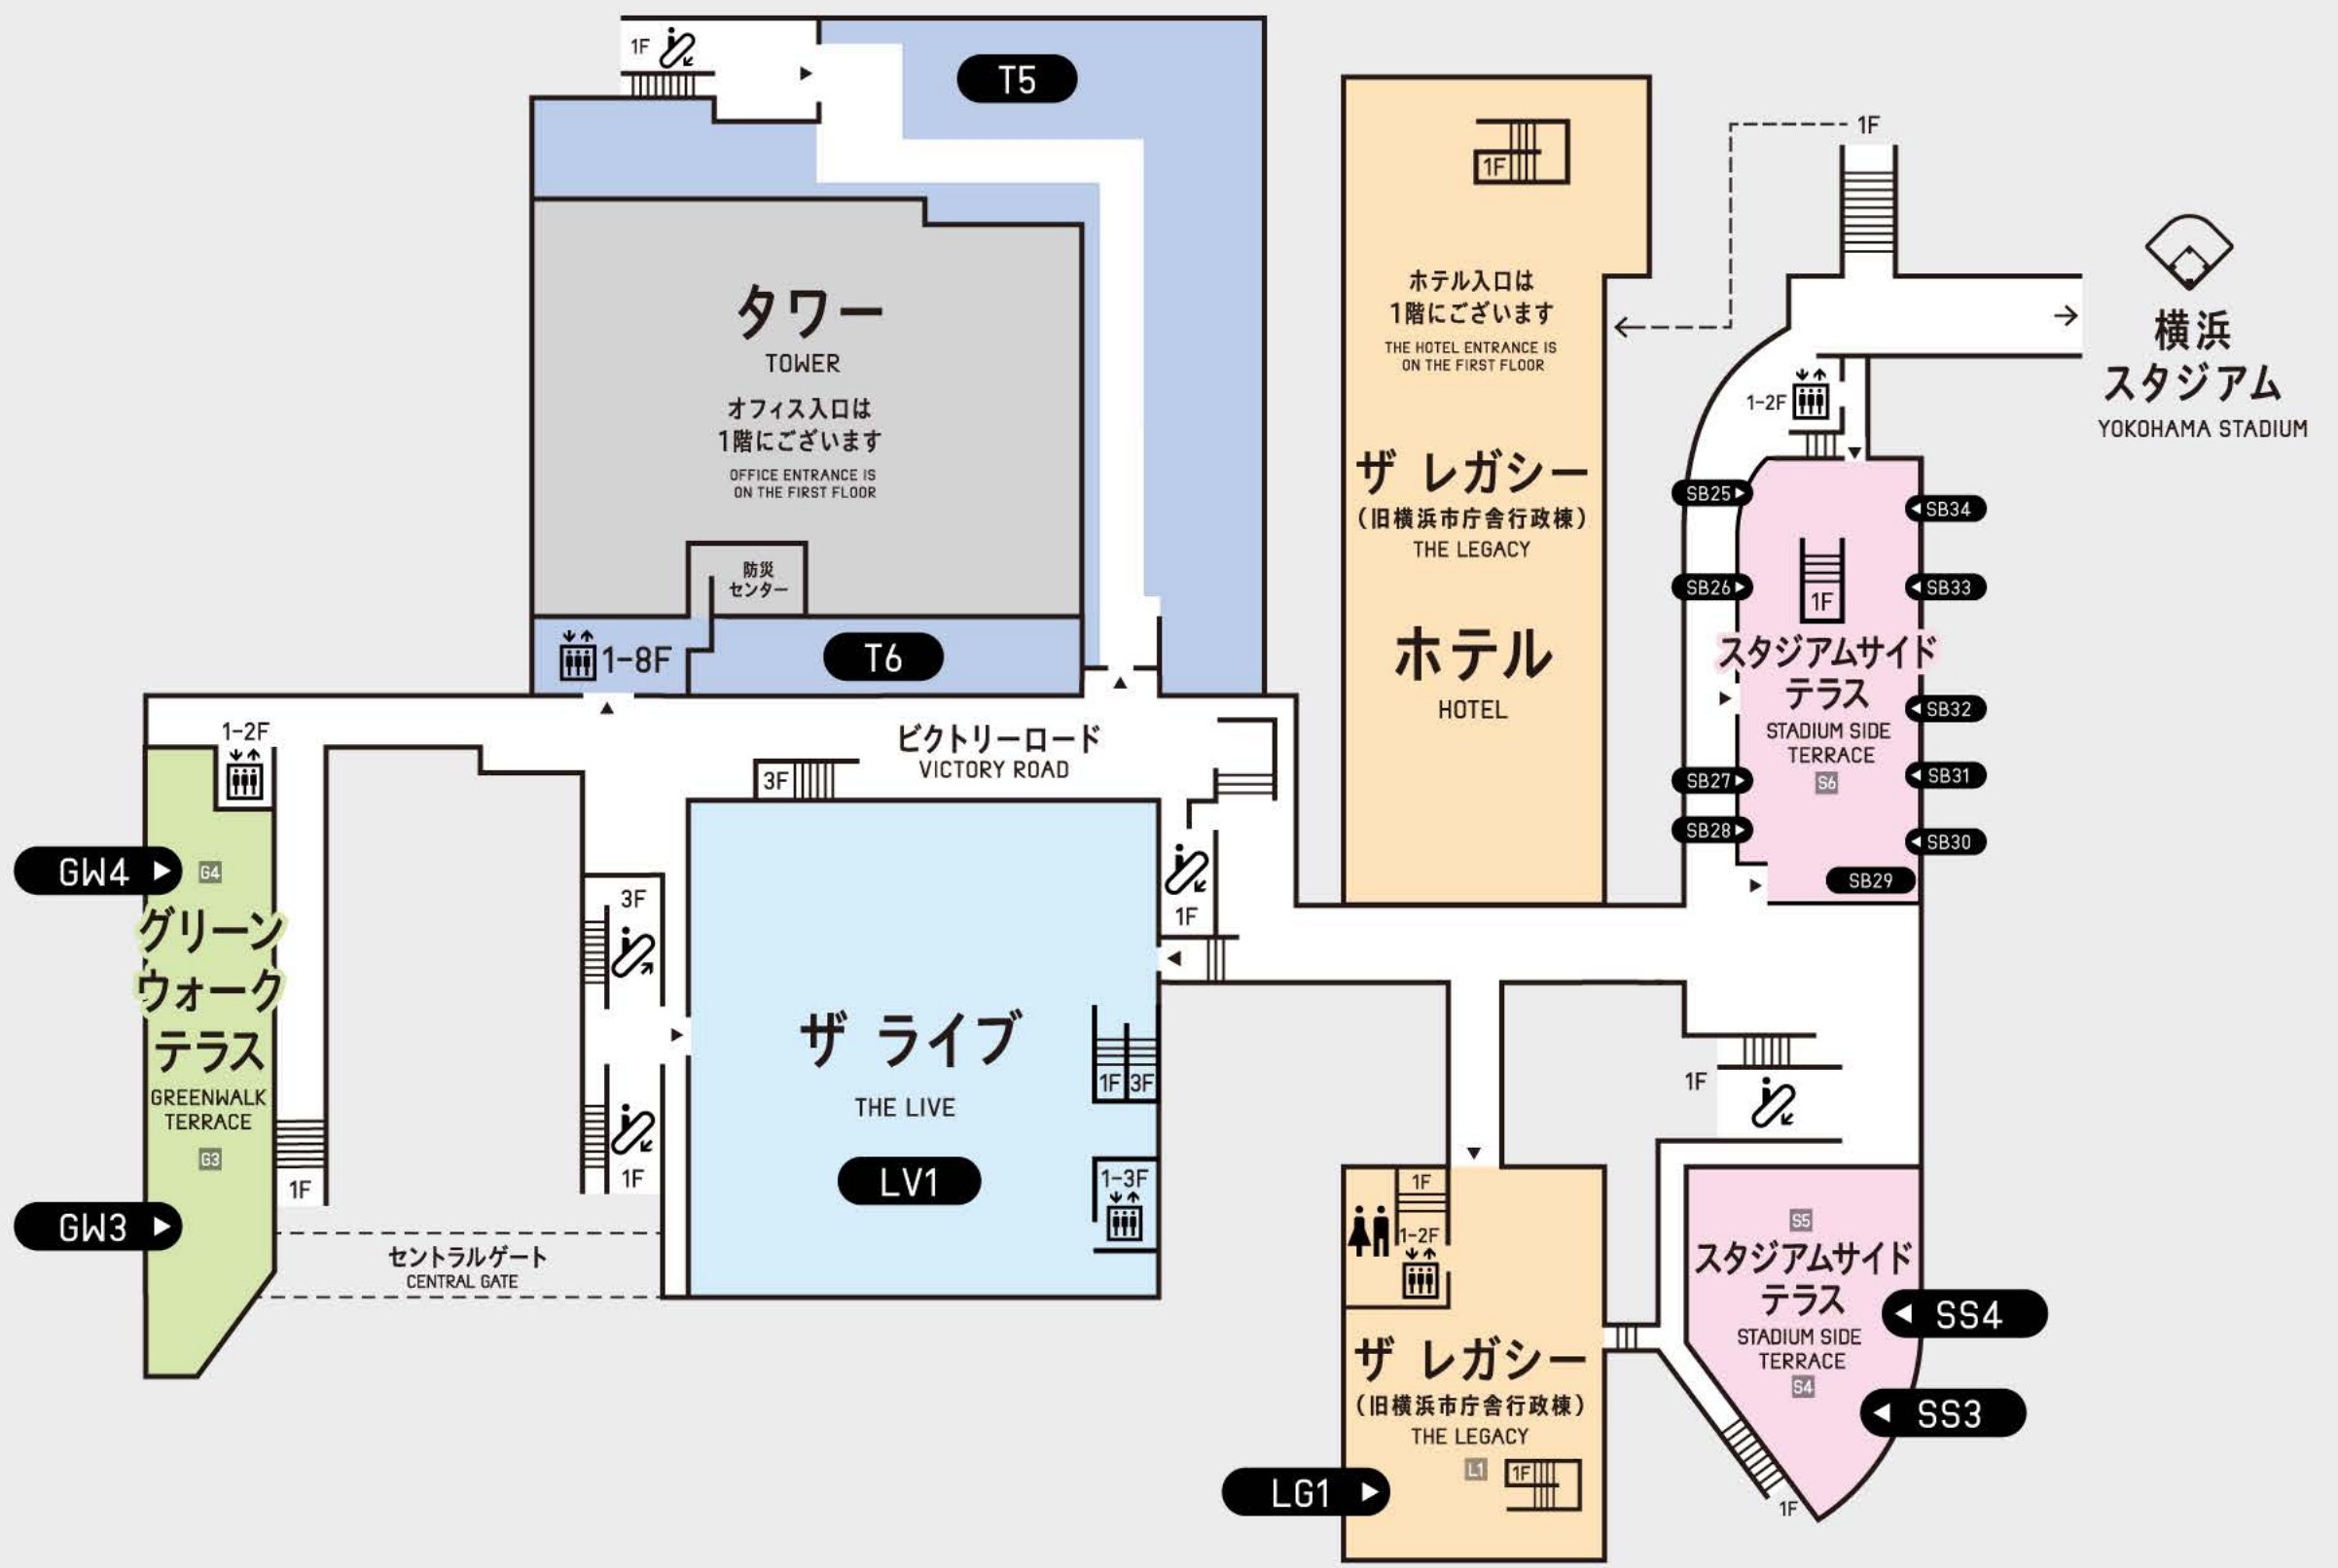 1F
T5
タワー
TOWER
オフィス入口は
1階にございます
OFFICE ENTRANCE IS
ON THE FIRST FLOOR
防災
センター
1-8F
T6
1F
ホテル入口は
1階にございます
THE HOTEL ENTRANCE IS
ON THE FIRST FLOOR
ザ レガシー
(旧横浜市庁舎行政棟)
THE LEGACY
ホテル
HOTEL
1F
横浜
スタジアム
YOKOHAMA STADIUM
1-2F
SB25
SB34
SB26
SB33
1F
スタジアムサイド
テラス
STADIUM SIDE
TERRACE
S6
SB32
SB31
SB27
SB28
SB30
SB29
1-2F
ビクトリーロード
VICTORY ROAD
3F
GW4
G4
グリーン
ウォーク
テラス
GREENWALK
TERRACE
G3
GW3
1F
3F
1F
セントラルゲート
CENTRAL GATE
1F
ザ ライブ
THE LIVE
LV1
1F
3F
1-3F
1F
1F
1-2F
ザ レガシー
(旧横浜市庁舎行政棟)
THE LEGACY
L1
1F
LG1
S5
スタジアムサイド
テラス
STADIUM SIDE
TERRACE
S4
SS4
SS3
1F